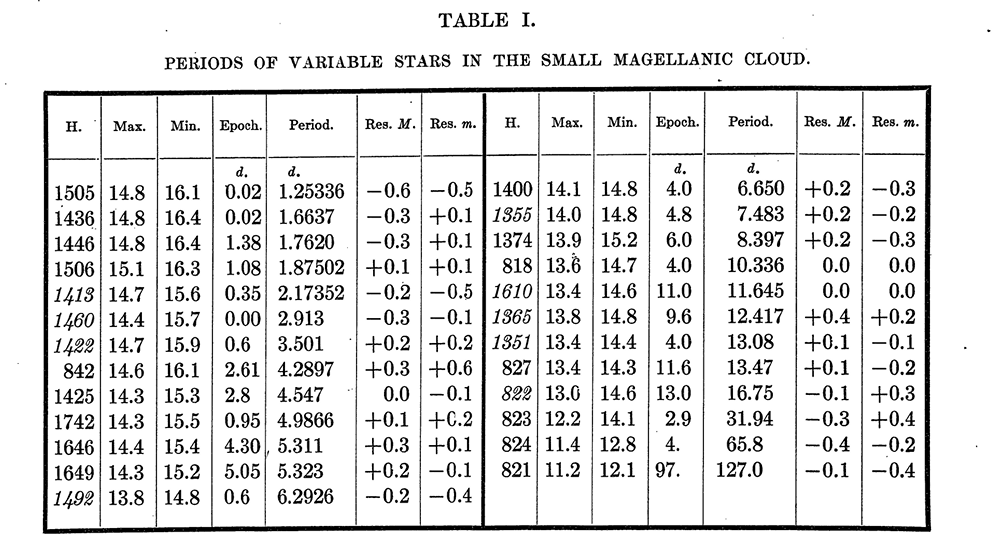 TABLE I.
PERIODS OF VARIABLE STARS IN THE SMALL MAGELLANIC CLOUD.
H. Max. Min. Epoch. Period. Res. M. Res. m. H. Max. Min. Epoch. Period. Res. M. Res. m.
d. d. d. d.
1505 14.8 16.1 0.02 1.25336 −0.6 −0.5 1400 14.1 14.8 4.0 6.650 +0.2 −0.3
1436 14.8 16.4 0.02 1.6637 −0.3 +0.1 1355 14.0 14.8 4.8 7.483 +0.2 −0.2
1446 14.8 16.4 1.38 1.7620 −0.3 +0.1 1374 13.9 15.2 6.0 8.397 +0.2 −0.3
1506 15.1 16.3 1.08 1.87502 +0.1 +0.1 818 13.6 14.7 4.0 10.336 0.0 0.0
1413 14.7 15.6 0.35 2.17352 −0.2 −0.5 1610 13.4 14.6 11.0 11.645 0.0 0.0
1460 14.4 15.7 0.00 2.913 −0.3 −0.1 1365 13.8 14.8 9.6 12.417 +0.4 +0.2
1422 14.7 15.9 0.6 3.501 +0.2 +0.2 1351 13.4 14.4 4.0 13.08 +0.1 −0.1
842 14.6 16.1 2.61 4.2897 +0.3 +0.6 827 13.4 14.3 11.6 13.47 +0.1 −0.2
1425 14.3 15.3 2.8 4.547 0.0 −0.1 822 13.0 14.6 13.0 16.75 −0.1 +0.3
1742 14.3 15.5 0.95 4.9866 +0.1 +0.2 823 12.2 14.1 2.9 31.94 −0.3 +0.4
1646 14.4 15.4 4.30 5.311 +0.3 +0.1 824 11.4 12.8 4. 65.8 −0.4 −0.2
1649 14.3 15.2 5.05 5.323 +0.2 −0.1 821 11.2 12.1 97. 127.0 −0.1 −0.4
1492 13.8 14.8 0.6 6.2926 −0.2 −0.4